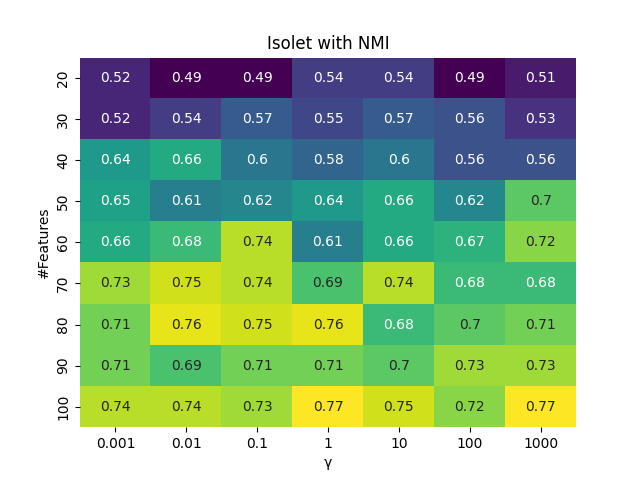 Isolet with NMI
#Features
20 0.52 0.49 0.49 0.54 0.54 0.49 0.51
30 0.52 0.54 0.57 0.55 0.57 0.56 0.53
40 0.64 0.66 0.6 0.58 0.6 0.56 0.56
50 0.65 0.61 0.62 0.64 0.66 0.62 0.7
60 0.66 0.68 0.74 0.61 0.66 0.67 0.72
70 0.73 0.75 0.74 0.69 0.74 0.68 0.68
80 0.71 0.76 0.75 0.76 0.68 0.7 0.71
90 0.71 0.69 0.71 0.71 0.7 0.73 0.73
100 0.74 0.74 0.73 0.77 0.75 0.72 0.77
0.001 0.01 0.1 1 10 100 1000
γ